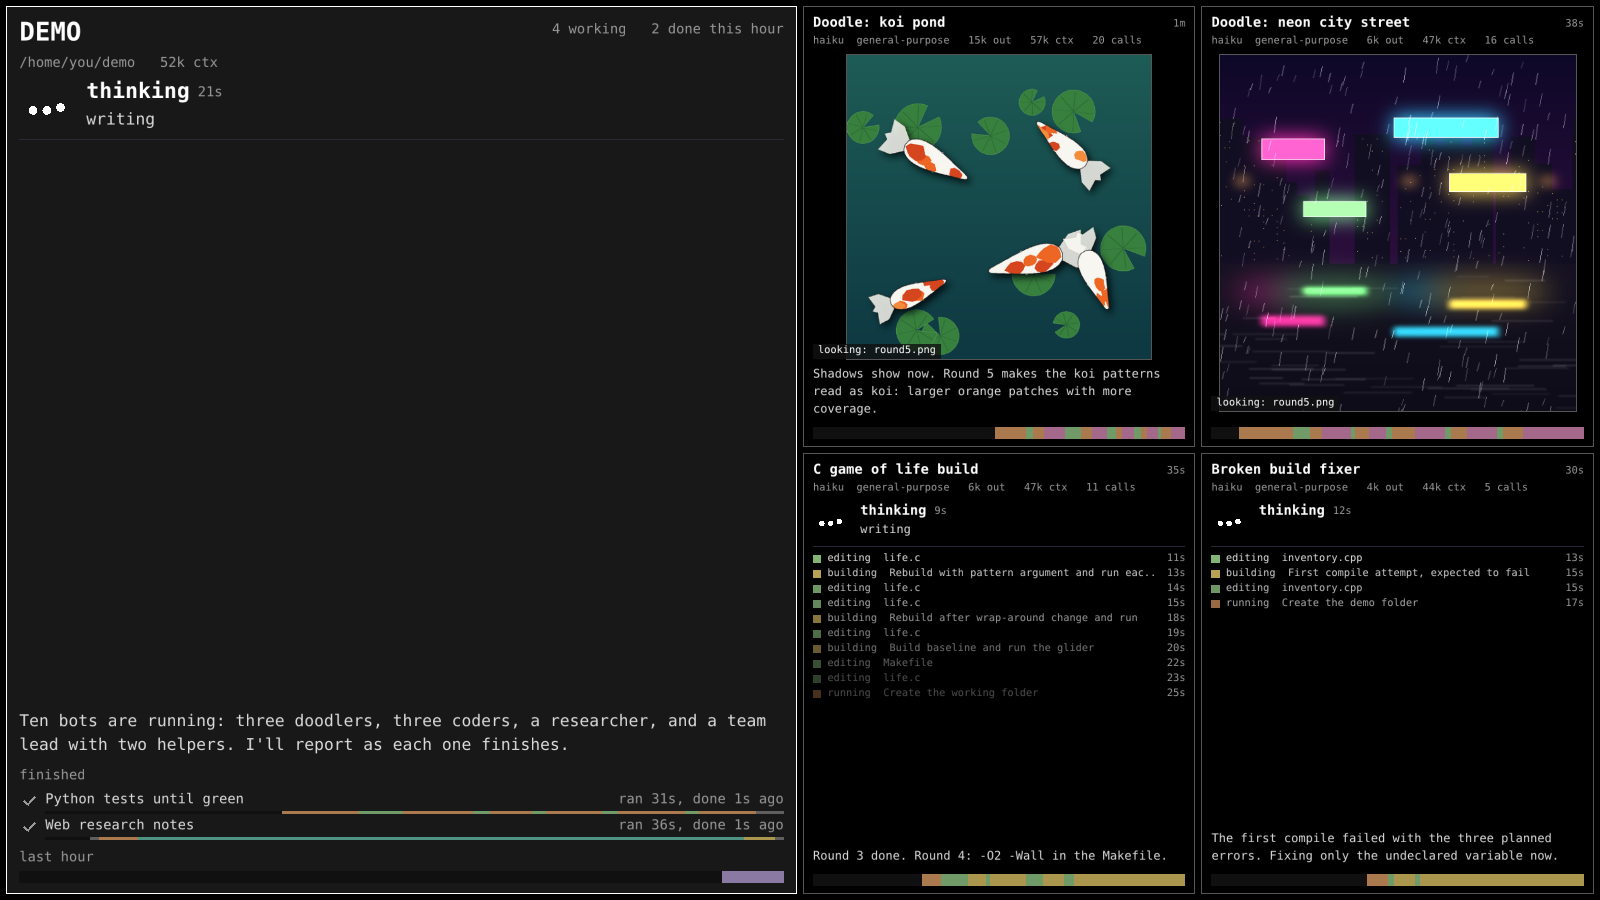 DEMO
4 working 2 done this hour
/home/you/demo 52k ctx
thinking 21s
writing
Ten bots are running: three doodlers, three coders, a researcher, and a team
lead with two helpers. I'll report as each one finishes.
finished
Python tests until green ran 31s, done 1s ago
Web research notes ran 36s, done 1s ago
last hour
Doodle: koi pond 1m
haiku general-purpose 15k out 57k ctx 20 calls
looking: round5.png
Shadows show now. Round 5 makes the koi patterns
read as koi: larger orange patches with more
coverage.
Doodle: neon city street 38s
haiku general-purpose 6k out 47k ctx 16 calls
looking: round5.png
C game of life build 35s
haiku general-purpose 6k out 47k ctx 11 calls
thinking 9s
writing
editing life.c 11s
building Rebuild with pattern argument and run eac.. 13s
editing life.c 14s
editing life.c 15s
building Rebuild after wrap-around change and run 18s
editing life.c 19s
building Build baseline and run the glider 20s
editing Makefile 22s
editing life.c 23s
running Create the working folder 25s
Round 3 done. Round 4: -O2 -Wall in the Makefile.
Broken build fixer 30s
haiku general-purpose 4k out 44k ctx 5 calls
thinking 12s
editing inventory.cpp 13s
building First compile attempt, expected to fail 15s
editing inventory.cpp 15s
running Create the demo folder 17s
The first compile failed with the three planned
errors. Fixing only the undeclared variable now.